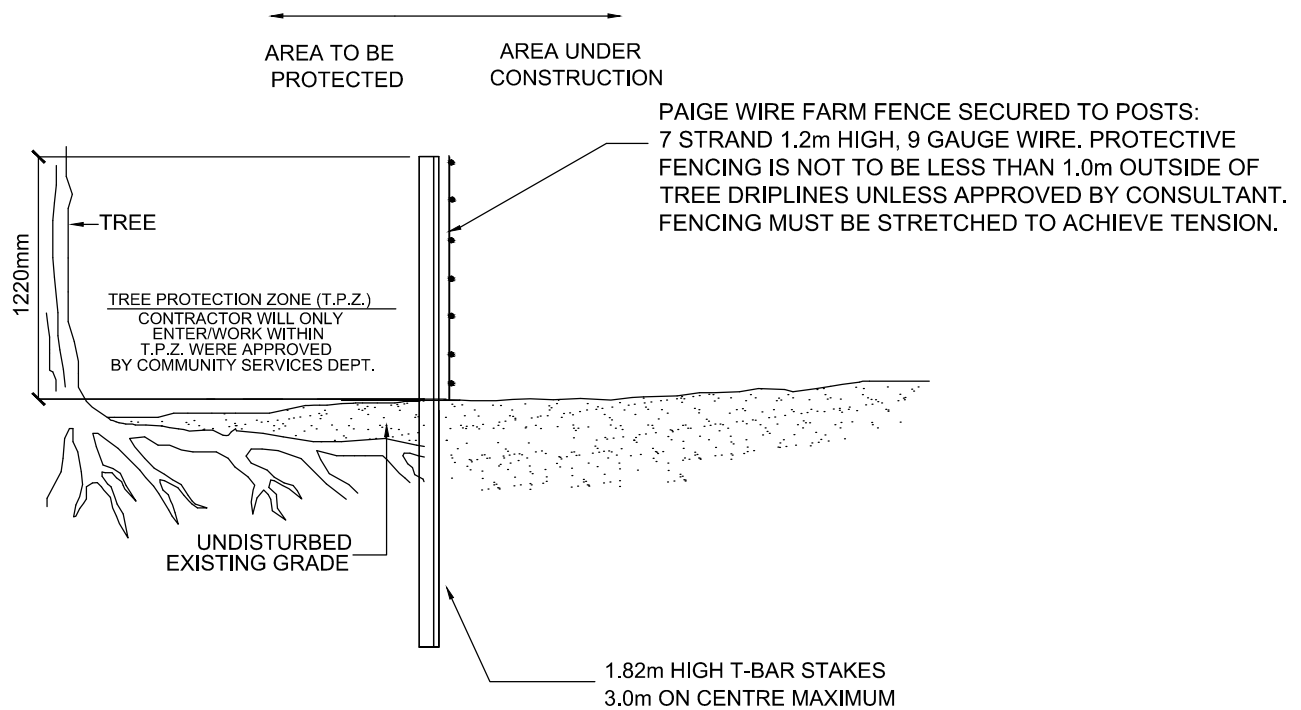 AREA TO BE
PROTECTED
AREA UNDER
CONSTRUCTION
PAIGE WIRE FARM FENCE SECURED TO POSTS:
7 STRAND 1.2m HIGH, 9 GAUGE WIRE. PROTECTIVE
FENCING IS NOT TO BE LESS THAN 1.0m OUTSIDE OF
TREE DRIPLINES UNLESS APPROVED BY CONSULTANT.
FENCING MUST BE STRETCHED TO ACHIEVE TENSION.
TREE
1220mm
TREE PROTECTION ZONE (T.P.Z.)
CONTRACTOR WILL ONLY
ENTER/WORK WITHIN
T.P.Z. WERE APPROVED
BY COMMUNITY SERVICES DEPT.
UNDISTURBED
EXISTING GRADE
1.82m HIGH T-BAR STAKES
3.0m ON CENTRE MAXIMUM